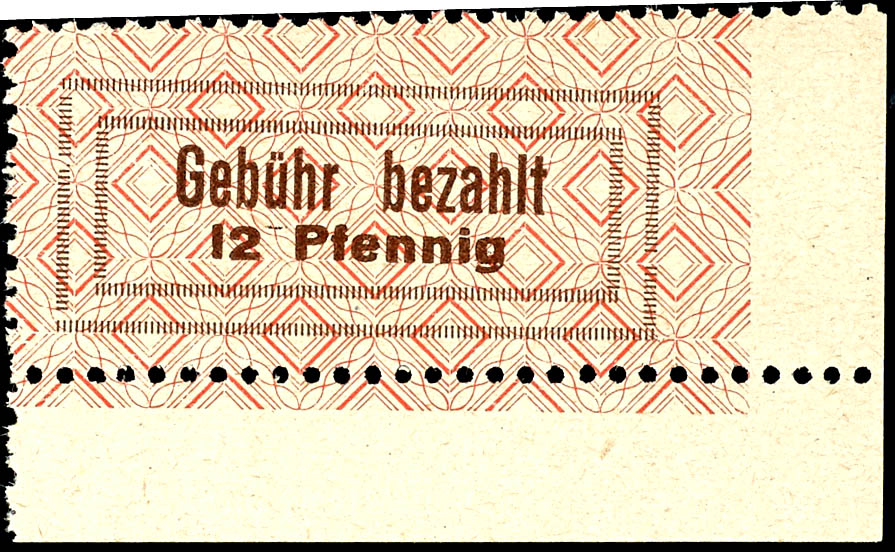 Gebühr bezahlt
12 Pfennig